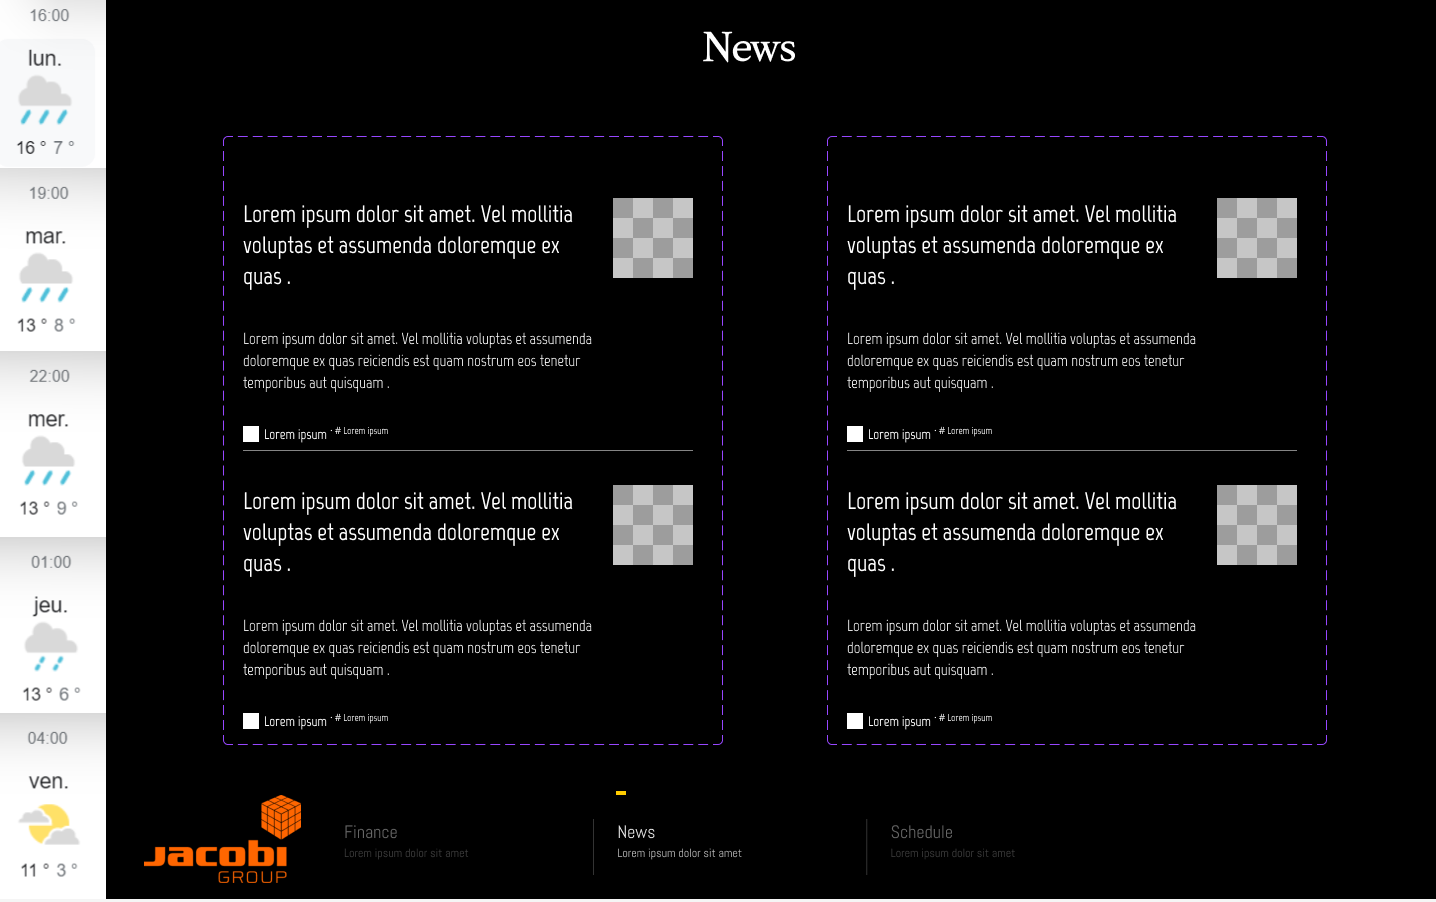 16:00
lun.
16 ° 7 °
19:00
mar.
13 ° 8 °
22:00
mer.
13 ° 9 °
01:00
jeu.
13 ° 6 °
04:00
ven.
11 ° 3 °
News
Lorem ipsum dolor sit amet. Vel mollitia
voluptas et assumenda doloremque ex
quas .
Lorem ipsum dolor sit amet. Vel mollitia voluptas et assumenda
doloremque ex quas reiciendis est quam nostrum eos tenetur
temporibus aut quisquam .
Lorem ipsum · # Lorem ipsum
Lorem ipsum dolor sit amet. Vel mollitia
voluptas et assumenda doloremque ex
quas .
Lorem ipsum dolor sit amet. Vel mollitia voluptas et assumenda
doloremque ex quas reiciendis est quam nostrum eos tenetur
temporibus aut quisquam .
Lorem ipsum · # Lorem ipsum
Lorem ipsum dolor sit amet. Vel mollitia
voluptas et assumenda doloremque ex
quas .
Lorem ipsum dolor sit amet. Vel mollitia voluptas et assumenda
doloremque ex quas reiciendis est quam nostrum eos tenetur
temporibus aut quisquam .
Lorem ipsum · # Lorem ipsum
Lorem ipsum dolor sit amet. Vel mollitia
voluptas et assumenda doloremque ex
quas .
Lorem ipsum dolor sit amet. Vel mollitia voluptas et assumenda
doloremque ex quas reiciendis est quam nostrum eos tenetur
temporibus aut quisquam .
Lorem ipsum · # Lorem ipsum
Jacobi
GROUP
Finance
Lorem ipsum dolor sit amet
News
Lorem ipsum dolor sit amet
Schedule
Lorem ipsum dolor sit amet